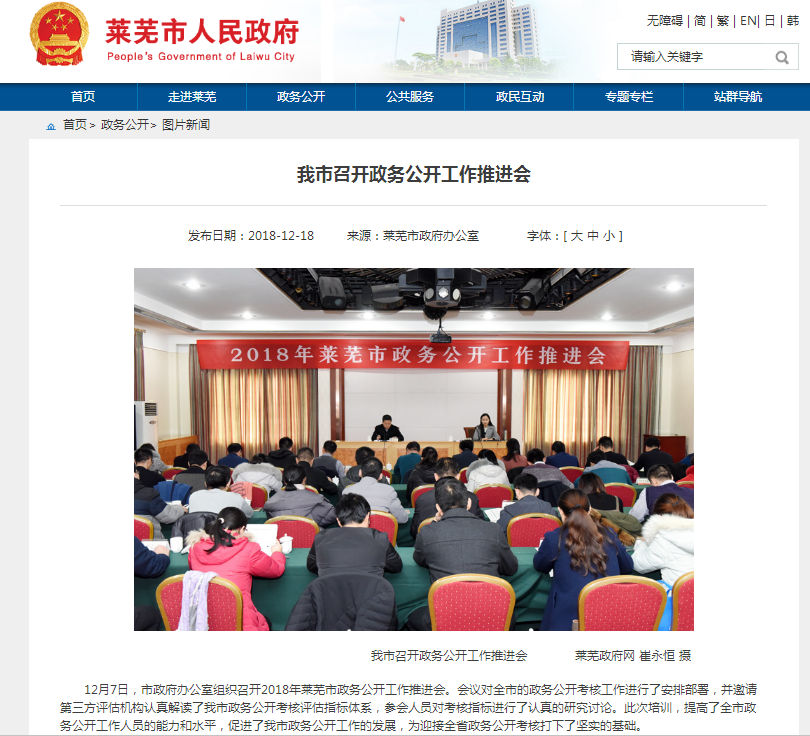 莱芜市人民政府
People's Government of Laiwu City
无障碍 | 简 | 繁 | EN| 日 | 韩
请输入关键字
首页 走进莱芜 政务公开 公共服务 政民互动 专题专栏 站群导航
首页 > 政务公开 > 图片新闻
我市召开政务公开工作推进会
发布日期：2018-12-18 来源：莱芜市政府办公室 字体：[ 大 中 小 ]
2018年莱芜市政务公开工作推进会
我市召开政务公开工作推进会 莱芜政府网 崔永恒 摄
12月7日，市政府办公室组织召开2018年莱芜市政务公开工作推进会。会议对全市的政务公开考核工作进行了安排部署，并邀请
第三方评估机构认真解读了我市政务公开考核评估指标体系，参会人员对考核指标进行了认真的研究讨论。此次培训，提高了全市政
务公开工作人员的能力和水平，促进了我市政务公开工作的发展，为迎接全省政务公开考核打下了坚实的基础。